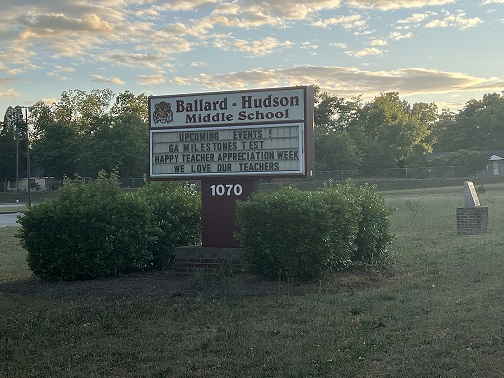 Ballard - Hudson
Middle School
UPCOMING EVENTS !
GA MILESTONES TEST
HAPPY TEACHER APPRECIATION WEEK
WE LOVE OUR TEACHERS
1070